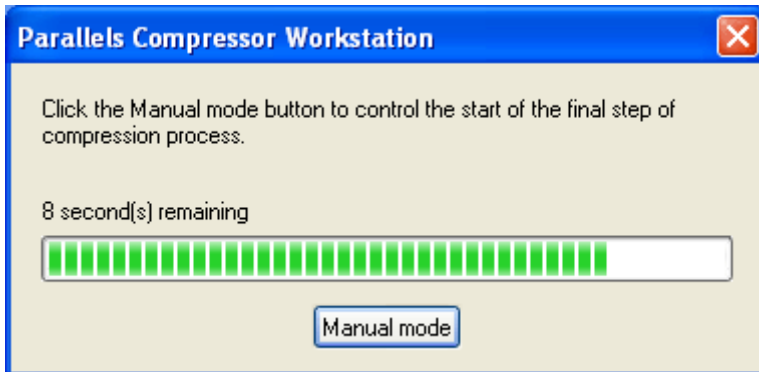 Parallels Compressor Workstation
Click the Manual mode button to control the start of the final step of
compression process.
8 second(s) remaining
Manual mode